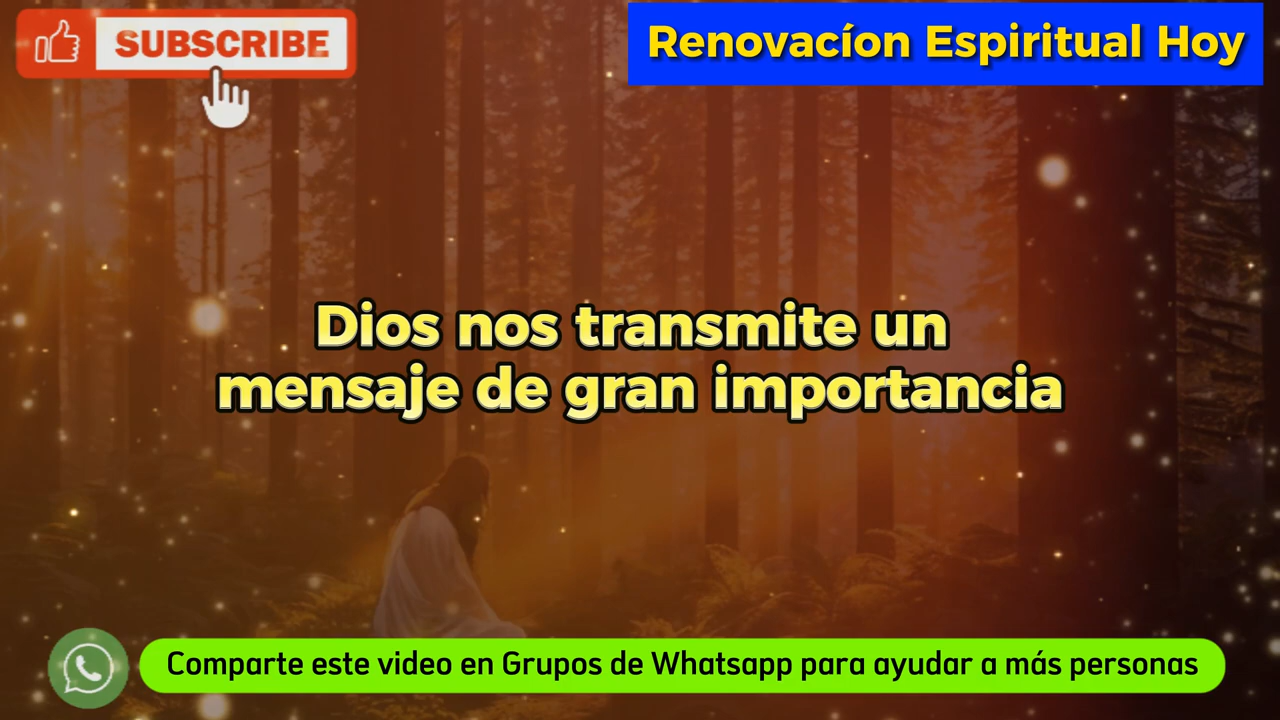 SUBSCRIBE
Renovacíon Espiritual Hoy
Dios nos transmite un
mensaje de gran importancia
Comparte este video en Grupos de Whatsapp para ayudar a más personas